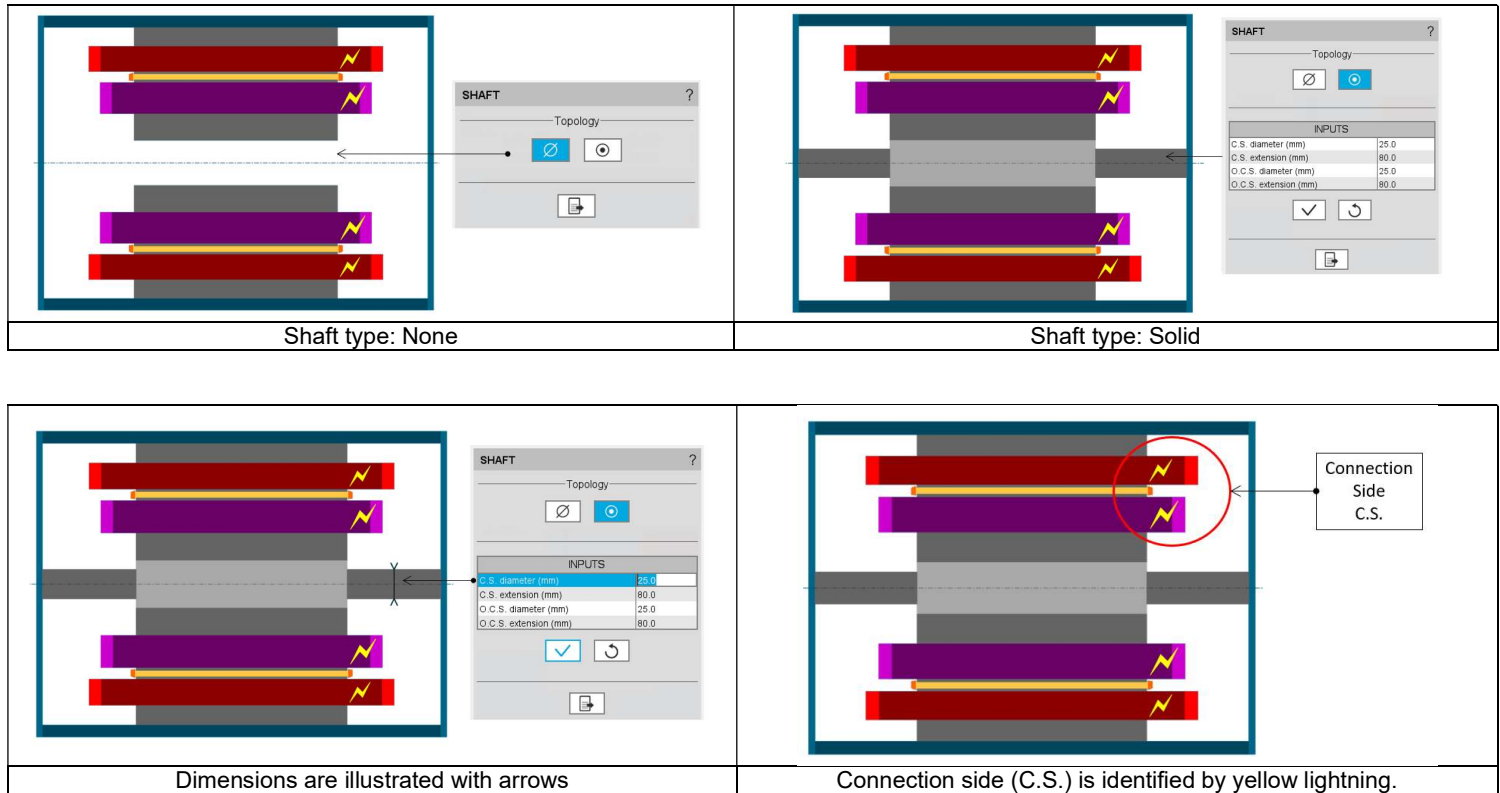 SHAFT ?
Topology
Shaft type: None
SHAFT ?
Topology
INPUTS
C.S. diameter (mm) 25.0
C.S. extension (mm) 80.0
O.C.S. diameter (mm) 25.0
O.C.S. extension (mm) 80.0
Shaft type: Solid
SHAFT ?
Topology
INPUTS
C.S. diameter (mm) 25.0
C.S. extension (mm) 80.0
O.C.S. diameter (mm) 25.0
O.C.S. extension (mm) 80.0
Dimensions are illustrated with arrows
Connection
Side
C.S.
Connection side (C.S.) is identified by yellow lightning.